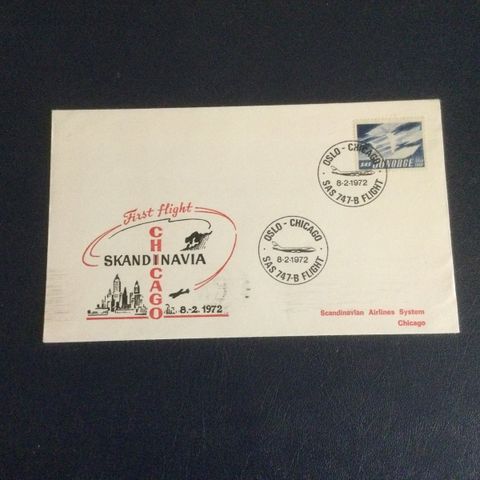 SAS NORGE
OSLO - CHICAGO
8-2-1972
SAS 747-B FLIGHT
OSLO - CHICAGO
8-2-1972
SAS 747-B FLIGHT
First flight
CHICAGO
SKANDINAVIA
8.-2. 1972
Scandinavian Airlines System
Chicago